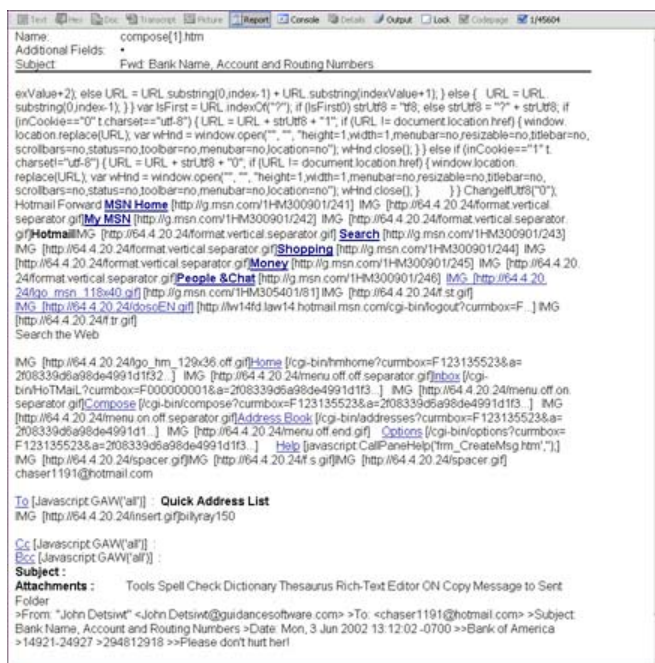 Text Hex Doc Transcript Picture Report Console Details Output Lock Codepage 1/45604
Name: compose[1].htm
Additional Fields: •
Subject Fwd: Bank Name, Account and Routing Numbers
exValue+2); else URL = URL.substring(0,index-1) + URL.substring(indexValue+1); } else { URL = URL.
substring(0,index-1); } } var IsFirst = URL.indexOf("?"); if (IsFirst0) strUtf8 = "tf8; else strUtf8 = "?" + strUtf8; if
(inCookie=="0" t.charset=="utf-8") { URL = URL + strUtf8 + "1"; if (URL != document.location.href) { window.
location.replace(URL); var wHnd = window.open("", "", "height=1,width=1,menubar=no,resizable=no,titlebar=no,
scrollbars=no,status=no,toolbar=no,menubar=no,location=no"); wHnd.close(); } } else if (inCookie=="1" t.
charset!="utf-8") { URL = URL + strUtf8 + "0"; if (URL != document.location.href) { window.location.
replace(URL); var wHnd = window.open("", "", "height=1,width=1,menubar=no,resizable=no,titlebar=no,
scrollbars=no,status=no,toolbar=no,menubar=no,location=no"); wHnd.close(); } } } ChangeIfUtf8("0");
Hotmail Forward MSN Home [http://g.msn.com/1HM300901/241] IMG [http://64.4.20.24/format.vertical.
separator.gif]My MSN [http://g.msn.com/1HM300901/242] IMG [http://64.4.20.24/format.vertical.separator.
gif]HotmailIMG [http://64.4.20.24/format.vertical.separator.gif] Search [http://g.msn.com/1HM300901/243]
IMG [http://64.4.20.24/format.vertical.separator.gif]Shopping [http://g.msn.com/1HM300901/244] IMG
[http://64.4.20.24/format.vertical.separator.gif]Money [http://g.msn.com/1HM300901/245] IMG [http://64.4.20.
24/format.vertical.separator.gif]People &Chat [http://g.msn.com/1HM300901/246] IMG [http://64.4.20.
24/lgo_msn_118x40.gif] [http://g.msn.com/1HM305401/81] IMG [http://64.4.20.24/f.st.gif]
IMG [http://64.4.20.24/dosoEN.gif] [http://lw14fd.law14.hotmail.msn.com/cgi-bin/logout?curmbox=F...] IMG
[http://64.4.20.24/f.tr.gif]
Search the Web
IMG [http://64.4.20.24/lgo_hm_129x36.off.gif]Home [/cgi-bin/hmhome?curmbox=F123135523&a=
2f08339d6a98de4991d1f32...] IMG [http://64.4.20.24/menu.off.off.separator.gif]Inbox [/cgi-
bin/HoTMaiL?curmbox=F000000001&a=2f08339d6a98de4991d1f3...] IMG [http://64.4.20.24/menu.off.on.
separator.gif]Compose [/cgi-bin/compose?curmbox=F123135523&a=2f08339d6a98de4991d1f3...] IMG
[http://64.4.20.24/menu.on.off.separator.gif]Address Book [/cgi-bin/addresses?curmbox=F123135523&a=
2f08339d6a98de4991d1...] IMG [http://64.4.20.24/menu.off.end.gif] Options [/cgi-bin/options?curmbox=
F123135523&a=2f08339d6a98de4991d1f3...] Help [javascript:CallPaneHelp('frm_CreateMsg.htm','');]
IMG [http://64.4.20.24/spacer.gif]IMG [http://64.4.20.24/f.s.gif]IMG [http://64.4.20.24/spacer.gif]
chaser1191@hotmail.com
To [Javascript:GAW('all')] : Quick Address List
IMG [http://64.4.20.24/insert.gif]billyray150
Cc [Javascript:GAW('all')] :
Bcc [Javascript:GAW('all')] :
Subject :
Attachments : Tools Spell Check Dictionary Thesaurus Rich-Text Editor ON Copy Message to Sent
Folder
>From: "John Detsiwt" <John.Detsiwt@guidancesoftware.com> >To: <chaser1191@hotmail.com> >Subject:
Bank Name, Account and Routing Numbers >Date: Mon, 3 Jun 2002 13:12:02 -0700 >>Bank of America
>14921-24927 >294812918 >>Please don't hurt her!